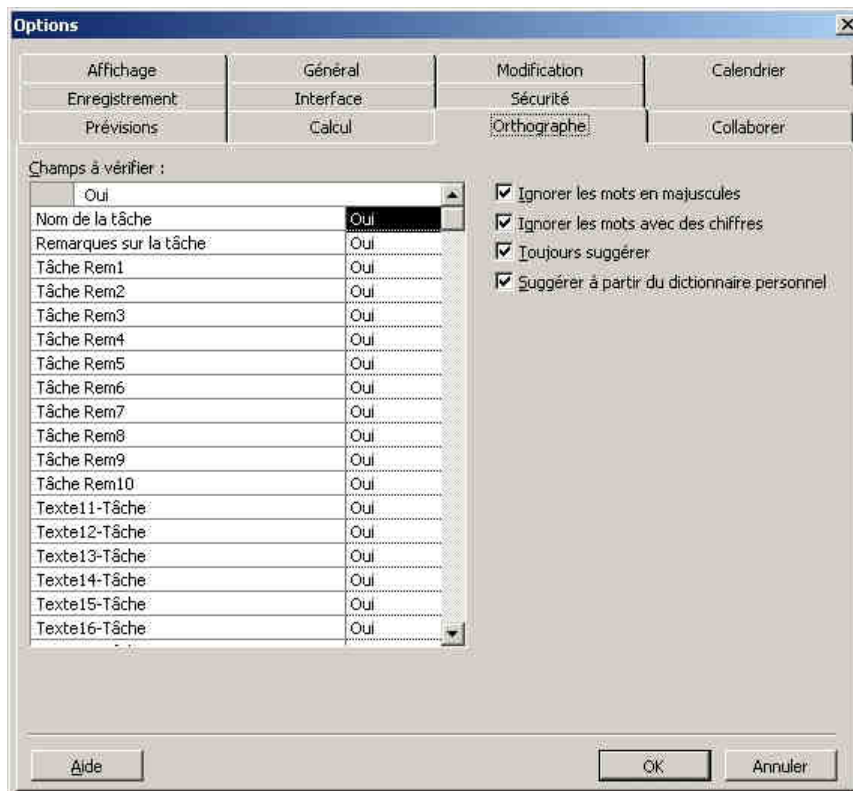 Options
Affichage Général Modification Calendrier
Enregistrement Interface Sécurité
Prévisions Calcul Orthographe Collaborer
Champs à vérifier :
Oui
Nom de la tâche Oui
Remarques sur la tâche Oui
Tâche Rem1 Oui
Tâche Rem2 Oui
Tâche Rem3 Oui
Tâche Rem4 Oui
Tâche Rem5 Oui
Tâche Rem6 Oui
Tâche Rem7 Oui
Tâche Rem8 Oui
Tâche Rem9 Oui
Tâche Rem10 Oui
Texte11-Tâche Oui
Texte12-Tâche Oui
Texte13-Tâche Oui
Texte14-Tâche Oui
Texte15-Tâche Oui
Texte16-Tâche Oui
Ignorer les mots en majuscules
Ignorer les mots avec des chiffres
Toujours suggérer
Suggérer à partir du dictionnaire personnel
Aide OK Annuler